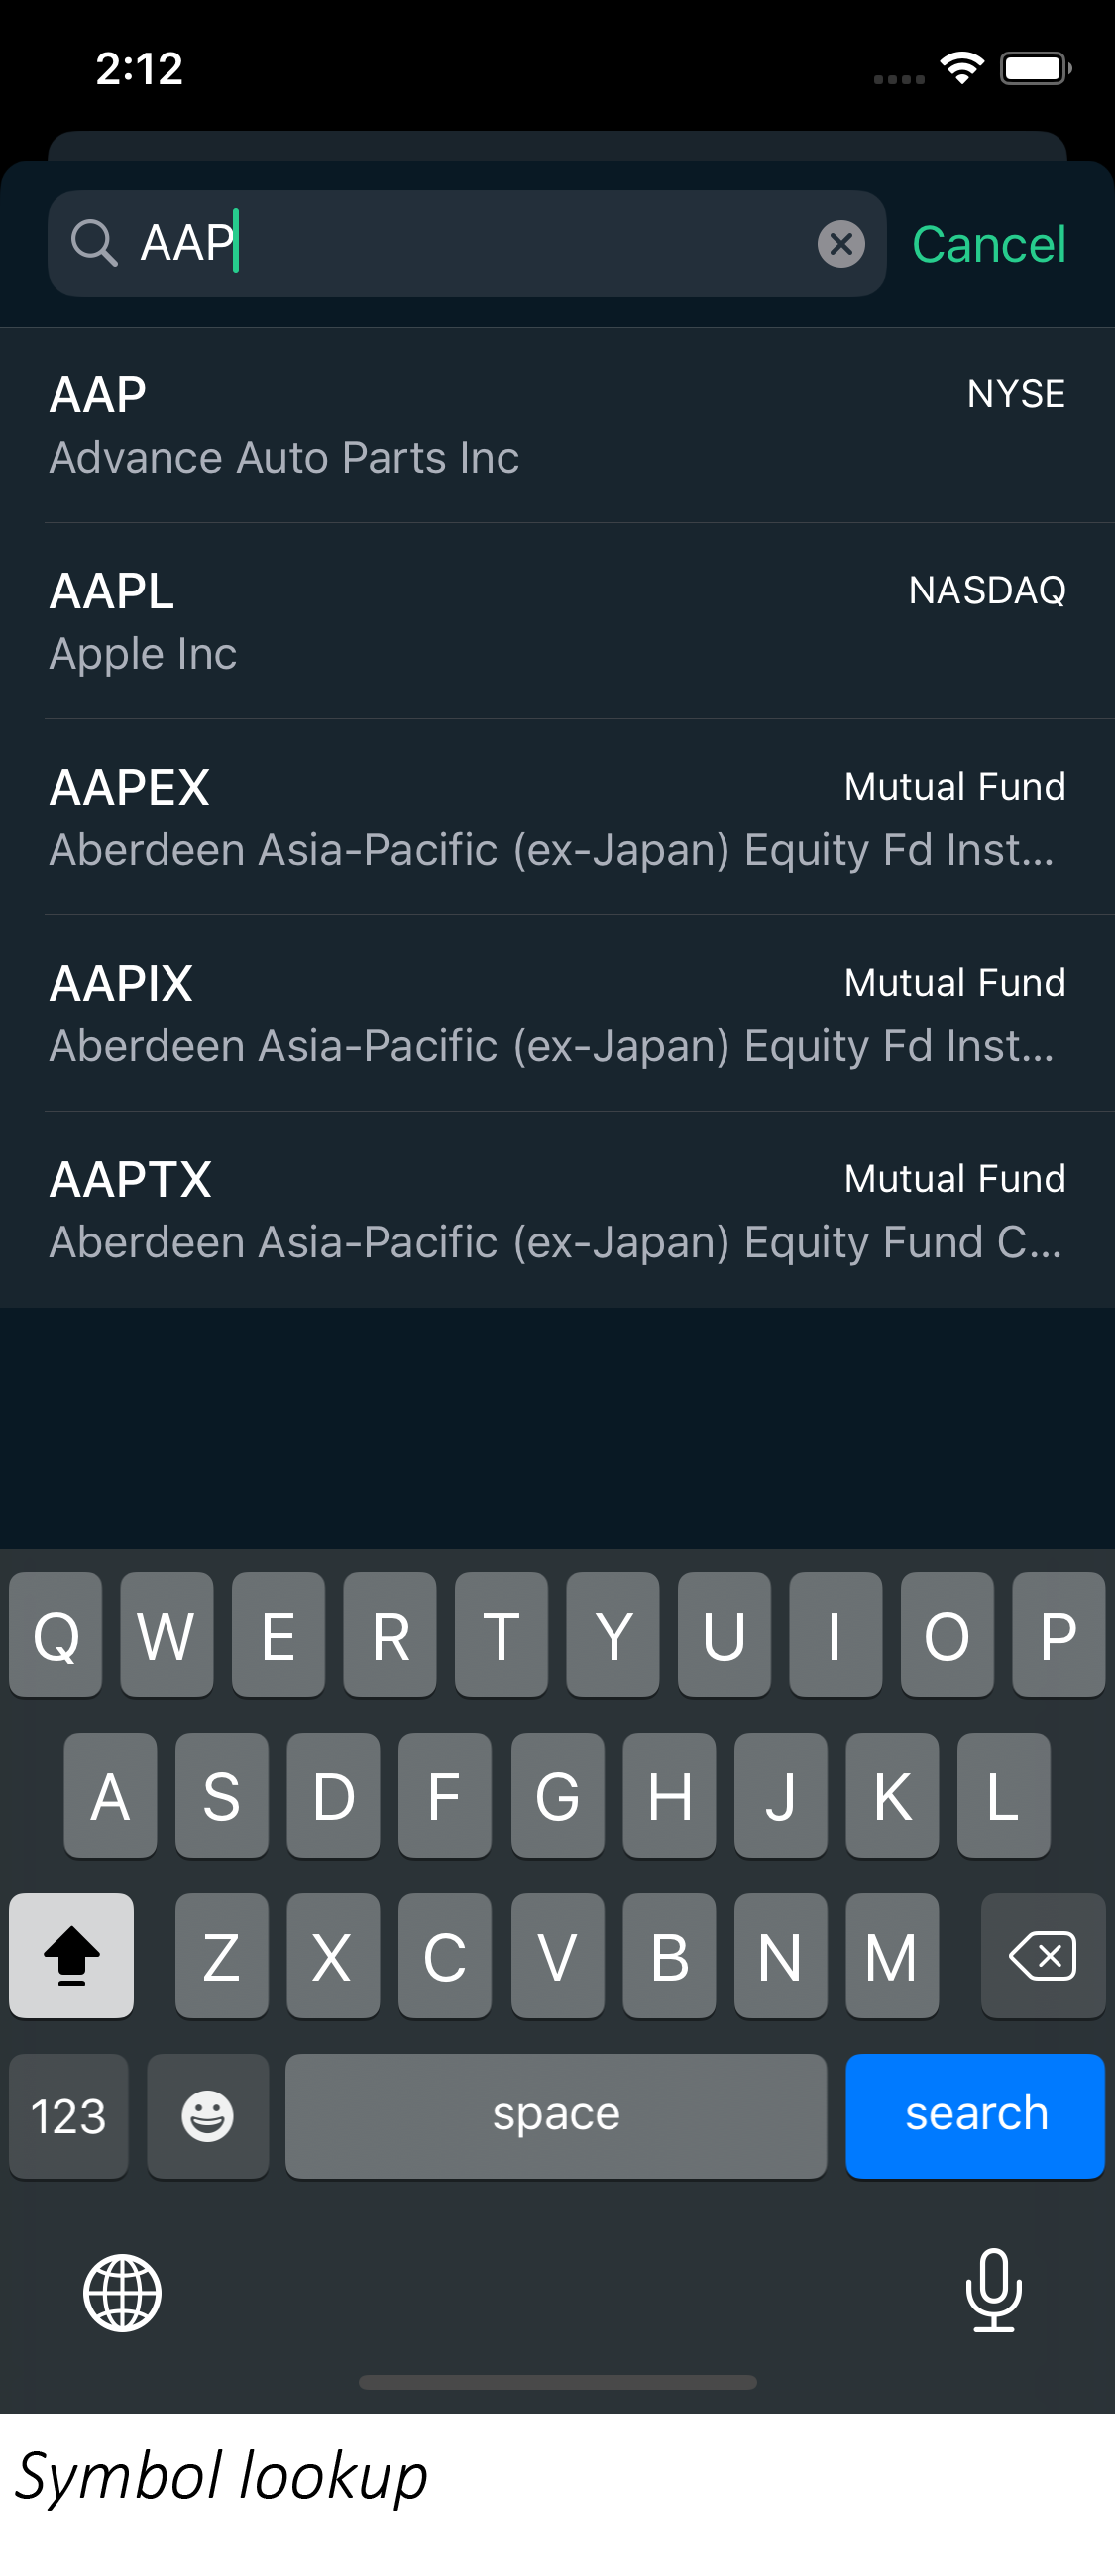 2:12
AAP
Cancel
AAP NYSE
Advance Auto Parts Inc
AAPL NASDAQ
Apple Inc
AAPEX Mutual Fund
Aberdeen Asia-Pacific (ex-Japan) Equity Fd Inst...
AAPIX Mutual Fund
Aberdeen Asia-Pacific (ex-Japan) Equity Fd Inst...
AAPTX Mutual Fund
Aberdeen Asia-Pacific (ex-Japan) Equity Fund C...
Q W E R T Y U I O P
A S D F G H J K L
Z X C V B N M
123 space search
Symbol lookup